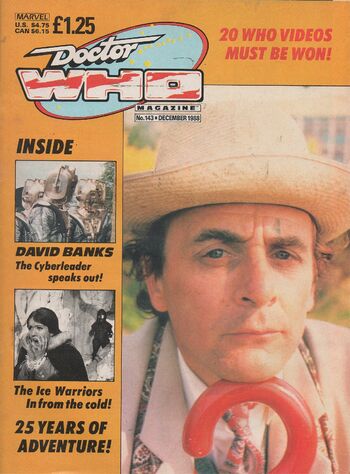 MARVEL
U.S. $4.75
CAN $6.15
£1.25
20 WHO VIDEOS
MUST BE WON!
Doctor
WHO
MAGAZINE
No.143 ■ DECEMBER 1988
INSIDE
DAVID BANKS
The Cyberleader
speaks out!
The Ice Warriors
In from the cold!
25 YEARS OF
ADVENTURE!